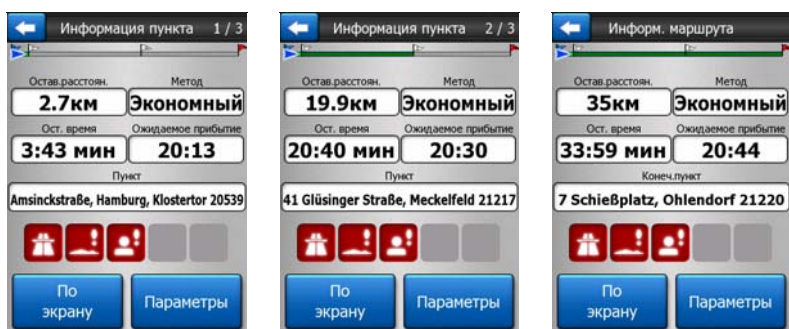 Информация пункта 1 / 3
Остав.расстоян. Метод
2.7км Экономный
Ост. время Ожидаемое прибытие
3:43 мин 20:13
Пункт
Amsinckstraße, Hamburg, Klostertor 20539
По экрану
Параметры
Информация пункта 2 / 3
Остав.расстоян. Метод
19.9км Экономный
Ост. время Ожидаемое прибытие
20:40 мин 20:30
Пункт
41 Glüsinger Straße, Meckelfeld 21217
По экрану
Параметры
Информ. маршрута
Остав.расстоян. Метод
35км Экономный
Ост. время Ожидаемое прибытие
33:59 мин 20:44
Конеч.пункт
7 Schießplatz, Ohlendorf 21220
По экрану
Параметры